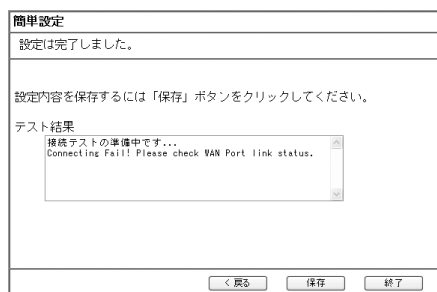 簡単設定
設定は完了しました。
設定内容を保存するには「保存」ボタンをクリックしてください。
テスト結果
接続テストの準備中です...
Connecting Fail! Please check WAN Port link status.
< 戻る 保存 終了